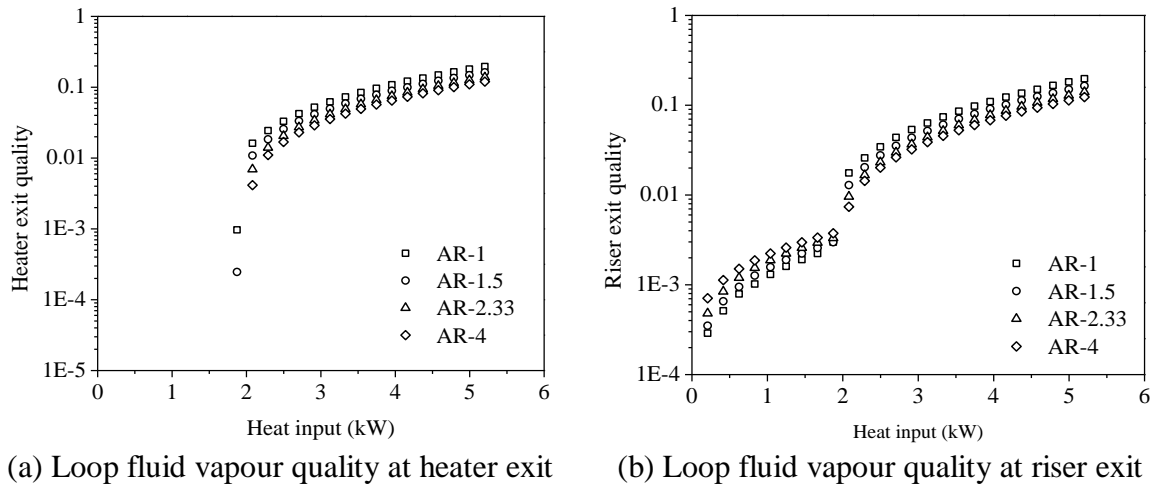 1
0.1
0.01
1E-3
1E-4
1E-5
Heater exit quality
0 1 2 3 4 5 6
Heat input (kW)
AR-1
AR-1.5
AR-2.33
AR-4
(a) Loop fluid vapour quality at heater exit
1
0.1
0.01
1E-3
1E-4
Riser exit quality
0 1 2 3 4 5 6
Heat input (kW)
AR-1
AR-1.5
AR-2.33
AR-4
(b) Loop fluid vapour quality at riser exit